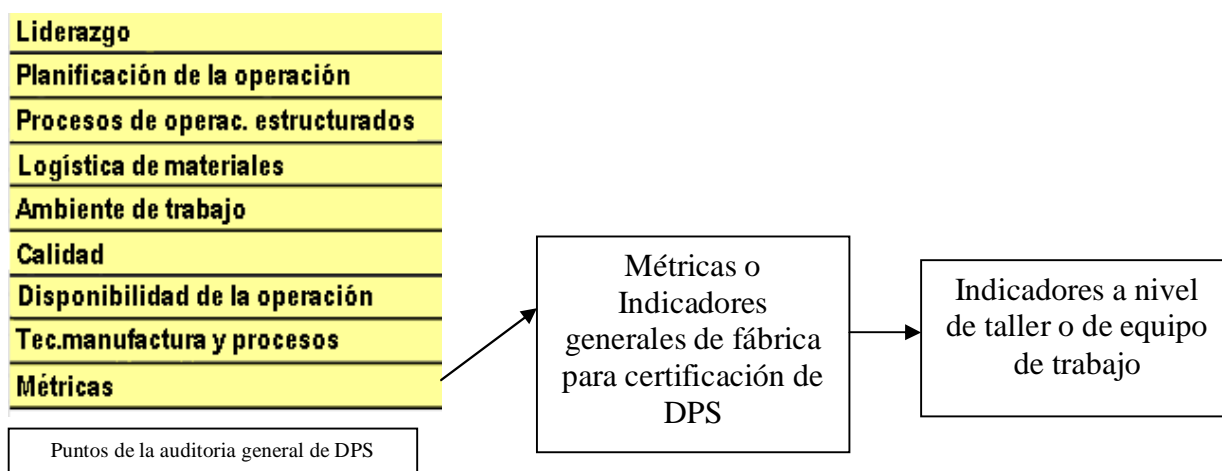 Liderazgo
Planificación de la operación
Procesos de operac. estructurados
Logística de materiales
Ambiente de trabajo
Calidad
Disponibilidad de la operación
Tec.manufactura y procesos
Métricas
Puntos de la auditoria general de DPS
Métricas o
Indicadores
generales de fábrica
para certificación de
DPS
Indicadores a nivel
de taller o de equipo
de trabajo